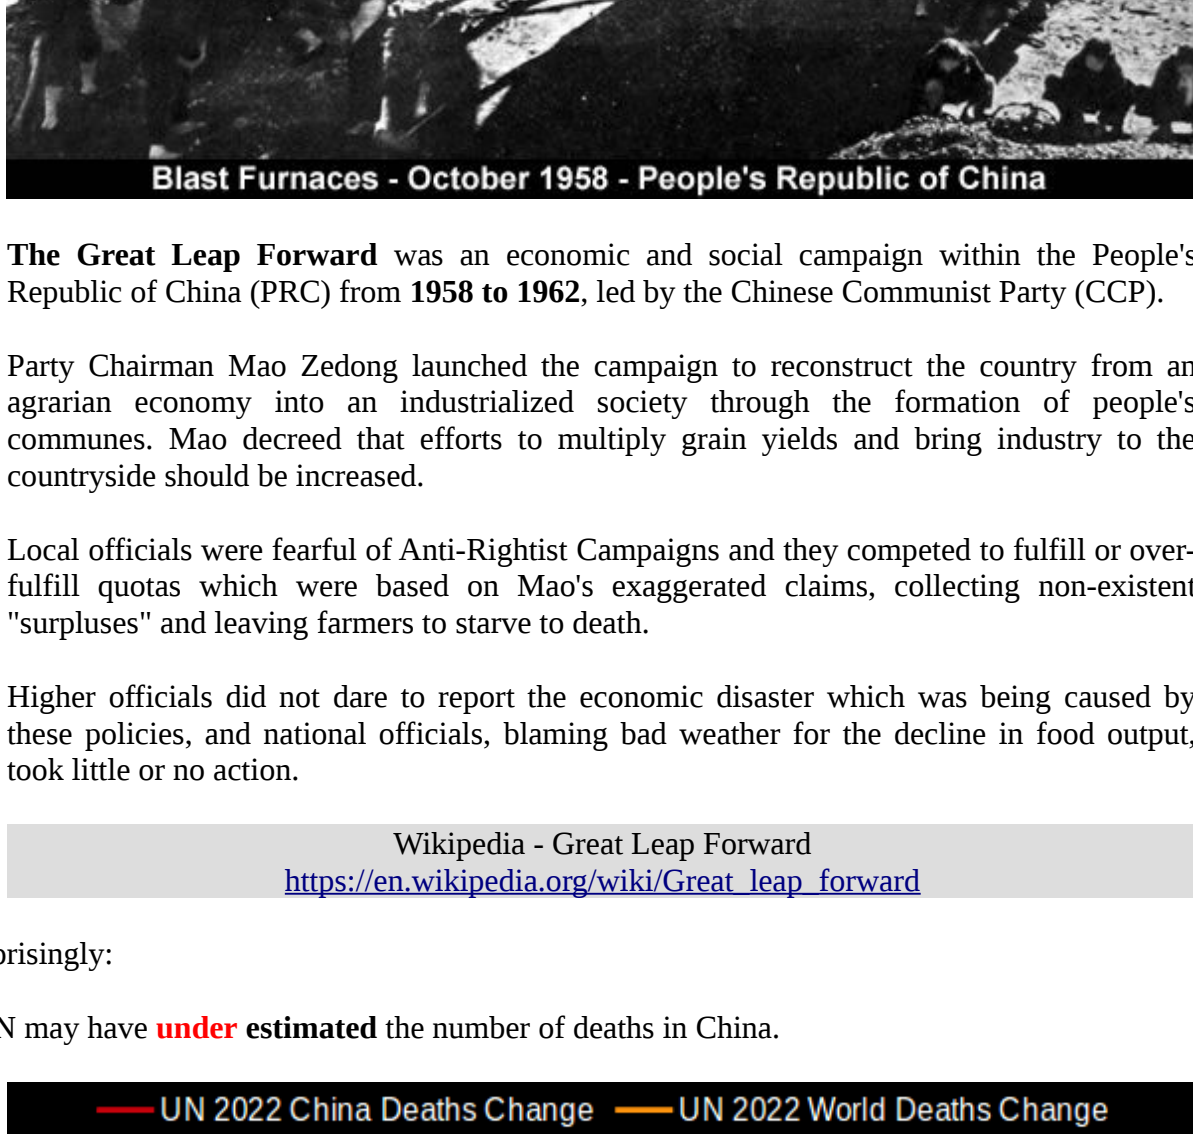 Blast Furnaces - October 1958 - People's Republic of China
The Great Leap Forward was an economic and social campaign within the People's
Republic of China (PRC) from 1958 to 1962, led by the Chinese Communist Party (CCP).
Party Chairman Mao Zedong launched the campaign to reconstruct the country from an
agrarian economy into an industrialized society through the formation of people's
communes. Mao decreed that efforts to multiply grain yields and bring industry to the
countryside should be increased.
Local officials were fearful of Anti-Rightist Campaigns and they competed to fulfill or over-
fulfill quotas which were based on Mao's exaggerated claims, collecting non-existent
"surpluses" and leaving farmers to starve to death.
Higher officials did not dare to report the economic disaster which was being caused by
these policies, and national officials, blaming bad weather for the decline in food output,
took little or no action.
Wikipedia - Great Leap Forward
https://en.wikipedia.org/wiki/Great_leap_forward
prisingly:
N may have under estimated the number of deaths in China.
UN 2022 China Deaths Change UN 2022 World Deaths Change